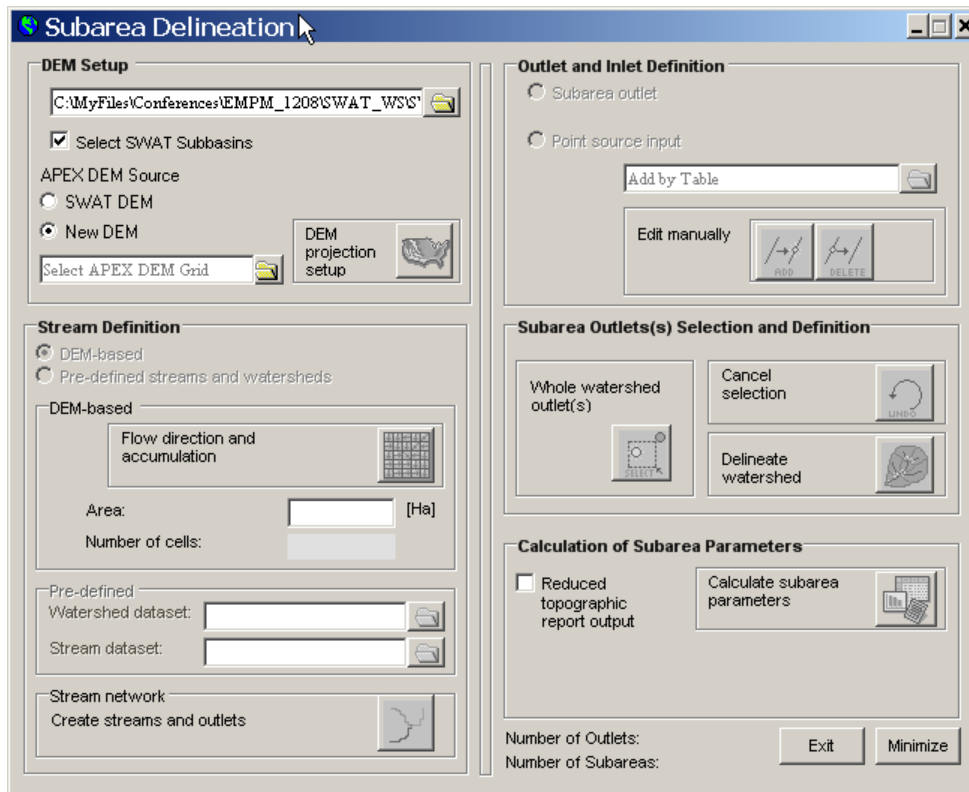 Subarea Delineation
DEM Setup
C:\MyFiles\Conferences\EMPM_1208\SWAT_WS\S'
Select SWAT Subbasins
APEX DEM Source
SWAT DEM
New DEM
Select APEX DEM Grid
DEM
projection
setup
Stream Definition
DEM-based
Pre-defined streams and watersheds
DEM-based
Flow direction and
accumulation
Area:
[Ha]
Number of cells:
Pre-defined
Watershed dataset:
Stream dataset:
Stream network
Create streams and outlets
Outlet and Inlet Definition
Subarea outlet
Point source input
Add by Table
Edit manually
ADD
DELETE
Subarea Outlets(s) Selection and Definition
Whole watershed
outlet(s)
SELECT
Cancel
selection
UNDO
Delineate
watershed
Calculation of Subarea Parameters
Reduced
topographic
report output
Calculate subarea
parameters
Number of Outlets:
Number of Subareas:
Exit
Minimize